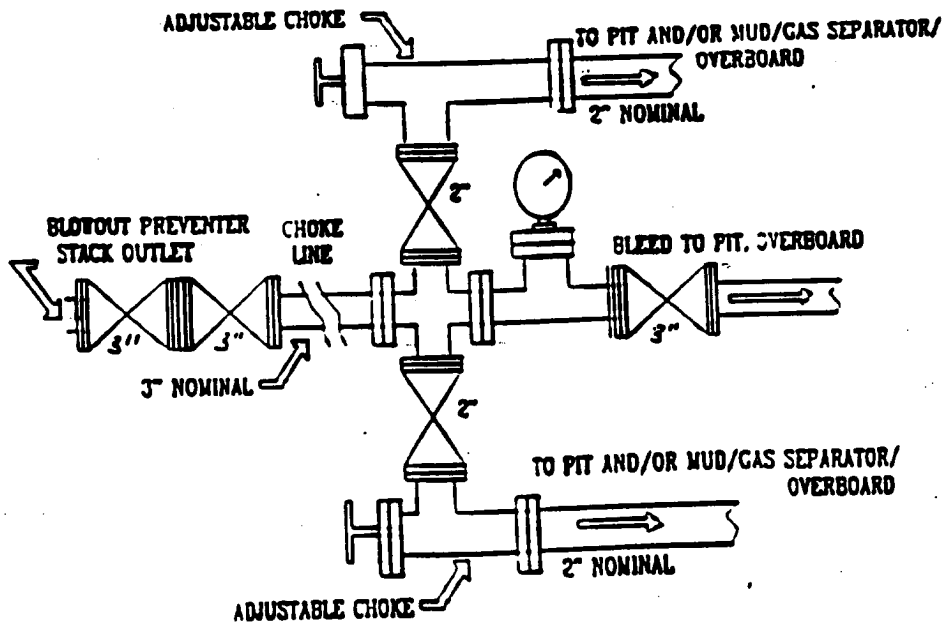 ADJUSTABLE CHOKE
TO PIT AND/OR MUD/GAS SEPARATOR/
OVERBOARD
2" NOMINAL
2"
BLOWOUT PREVENTER
STACK OUTLET
CHOKE
LINE
BLEED TO PIT, OVERBOARD
3"
3"
3"
3" NOMINAL
2"
TO PIT AND/OR MUD/GAS SEPARATOR/
OVERBOARD
2" NOMINAL
ADJUSTABLE CHOKE